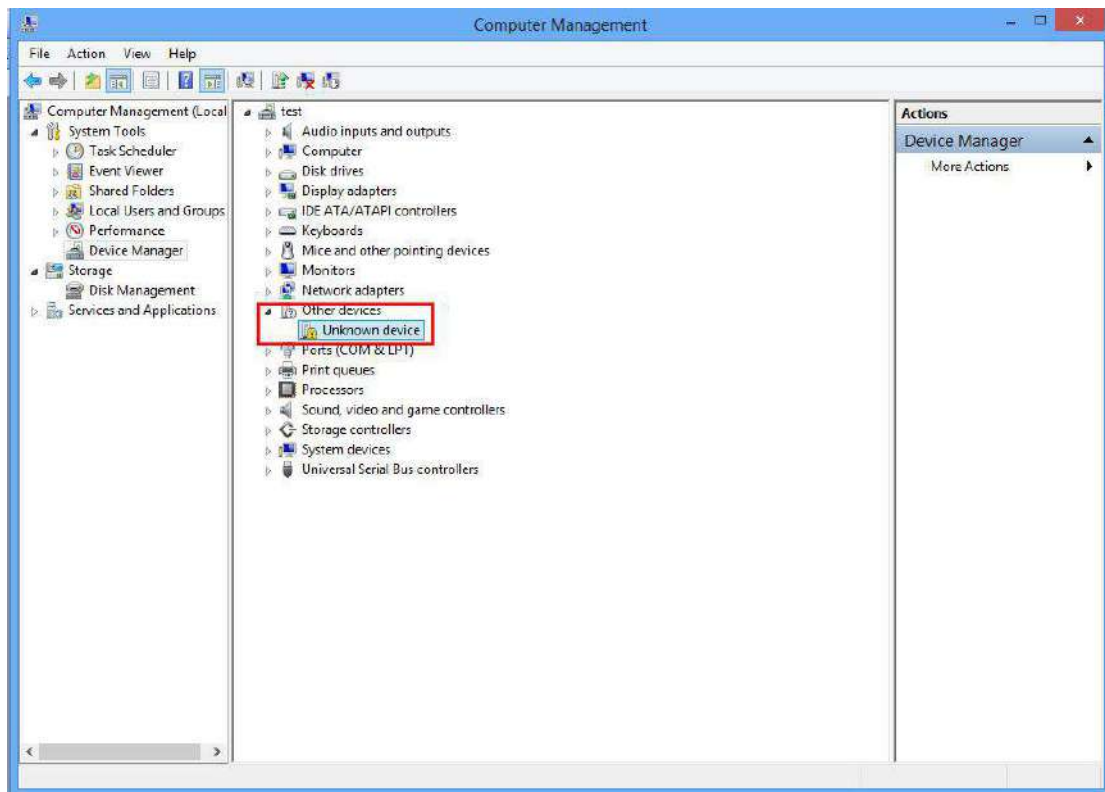 Computer Management
File Action View Help
Computer Management (Local
System Tools
Task Scheduler
Event Viewer
Shared Folders
Local Users and Groups
Performance
Device Manager
Storage
Disk Management
Services and Applications
test
Audio inputs and outputs
Computer
Disk drives
Display adapters
IDE ATA/ATAPI controllers
Keyboards
Mice and other pointing devices
Monitors
Network adapters
Other devices
Unknown device
Ports (COM & LPT)
Print queues
Processors
Sound, video and game controllers
Storage controllers
System devices
Universal Serial Bus controllers
Actions
Device Manager
More Actions